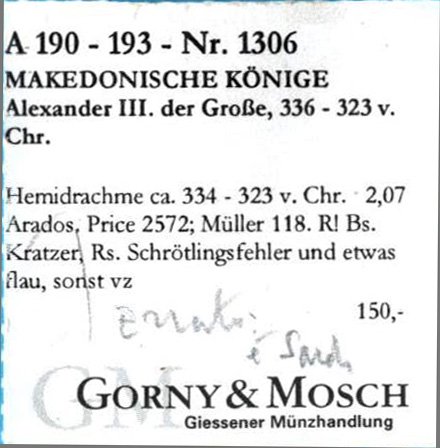 A 190 - 193 - Nr. 1306
MAKEDONISCHE KÖNIGE
Alexander III. der Große, 336 - 323 v.
Chr.
Hemidrachme ca. 334 - 323 v. Chr. 2,07
Arados, Price 2572; Müller 118. R! Bs.
Kratzer, Rs. Schrötlingsfehler und etwas
flau, sonst vz
150,-
è Sardi
GM
GORNY & MOSCH
Giessener Münzhandlung